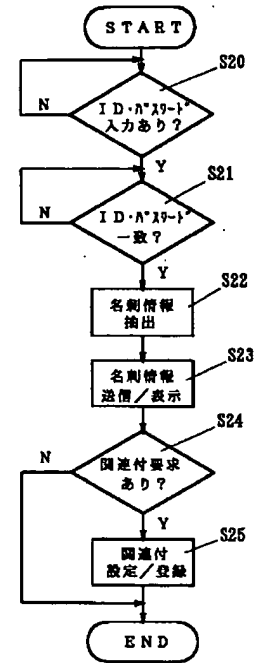 START
S20
ID・ﾊﾟｽﾜｰﾄﾞ
入力あり？
N
Y
S21
ID・ﾊﾟｽﾜｰﾄﾞ
一致？
N
Y
S22
名刺情報
抽出
S23
名刺情報
送信／表示
S24
関連付要求
あり？
N
Y
S25
関連付
設定／登録
END